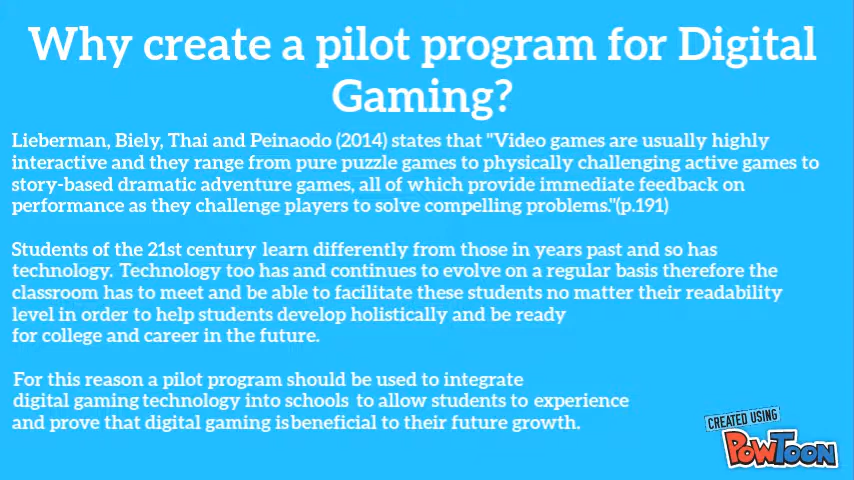 Why create a pilot program for Digital
Gaming?
Lieberman, Biely, Thai and Peinaodo (2014) states that "Video games are usually highly
interactive and they range from pure puzzle games to physically challenging active games to
story-based dramatic adventure games, all of which provide immediate feedback on
performance as they challenge players to solve compelling problems."(p.191)
Students of the 21st century learn differently from those in years past and so has
technology. Technology too has and continues to evolve on a regular basis therefore the
classroom has to meet and be able to facilitate these students no matter their readability
level in order to help students develop holistically and be ready
for college and career in the future.
For this reason a pilot program should be used to integrate
digital gaming technology into schools to allow students to experience
and prove that digital gaming is beneficial to their future growth.
CREATED USING
POWTOON